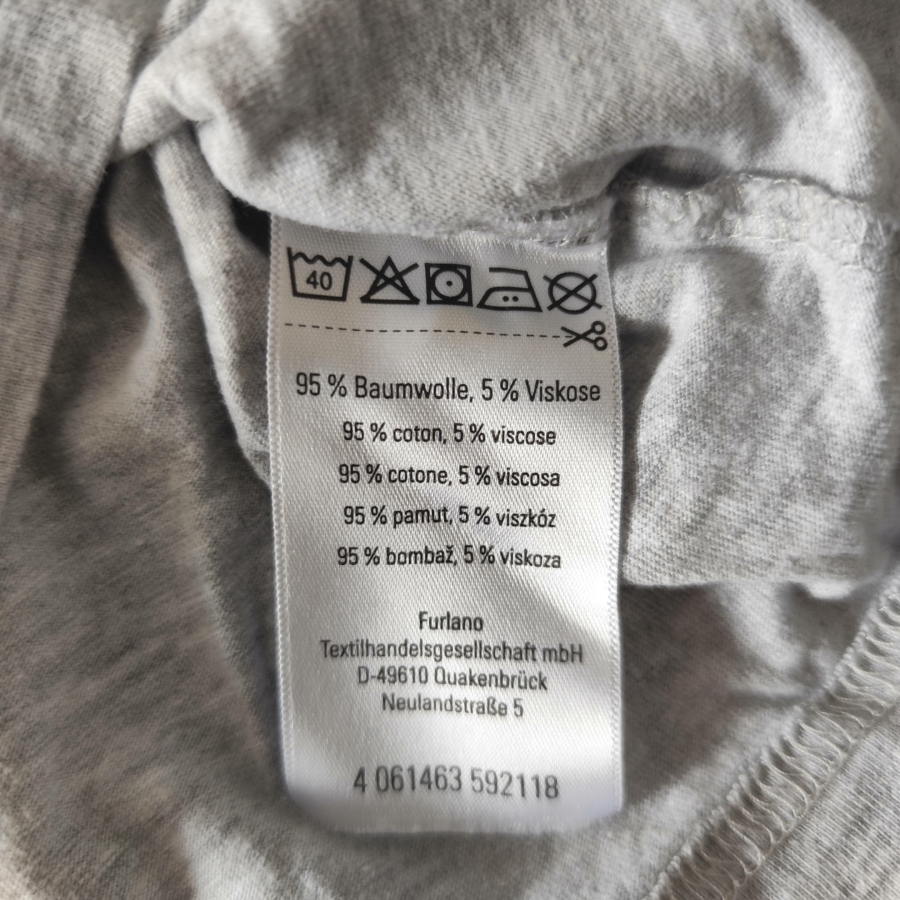 40
95 % Baumwolle, 5 % Viskose
95 % coton, 5 % viscose
95 % cotone, 5 % viscosa
95 % pamut, 5 % viszkóz
95 % bombaž, 5 % viskoza
Furlano
Textilhandelsgesellschaft mbH
D-49610 Quakenbrück
Neulandstraße 5
4 061463 592118